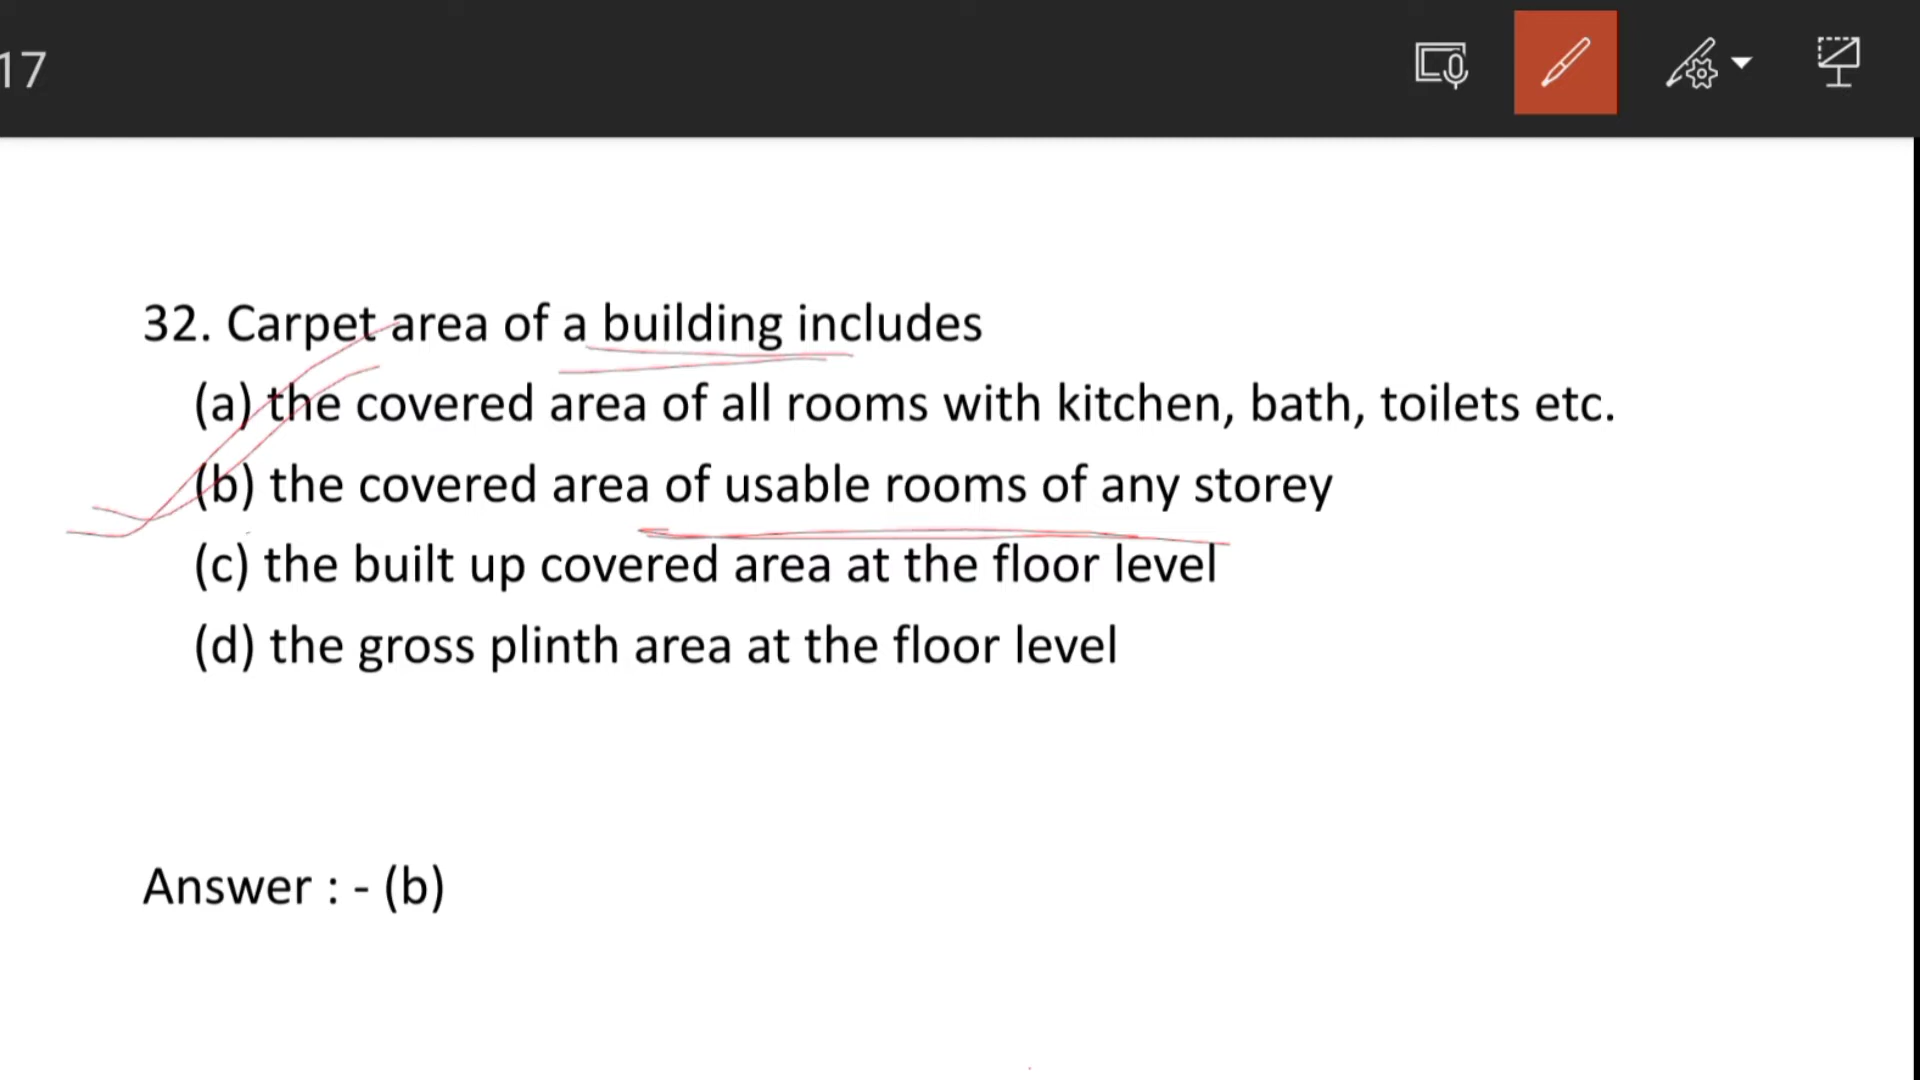 17
32. Carpet area of a building includes
(a) the covered area of all rooms with kitchen, bath, toilets etc.
(b) the covered area of usable rooms of any storey
(c) the built up covered area at the floor level
(d) the gross plinth area at the floor level
Answer : - (b)